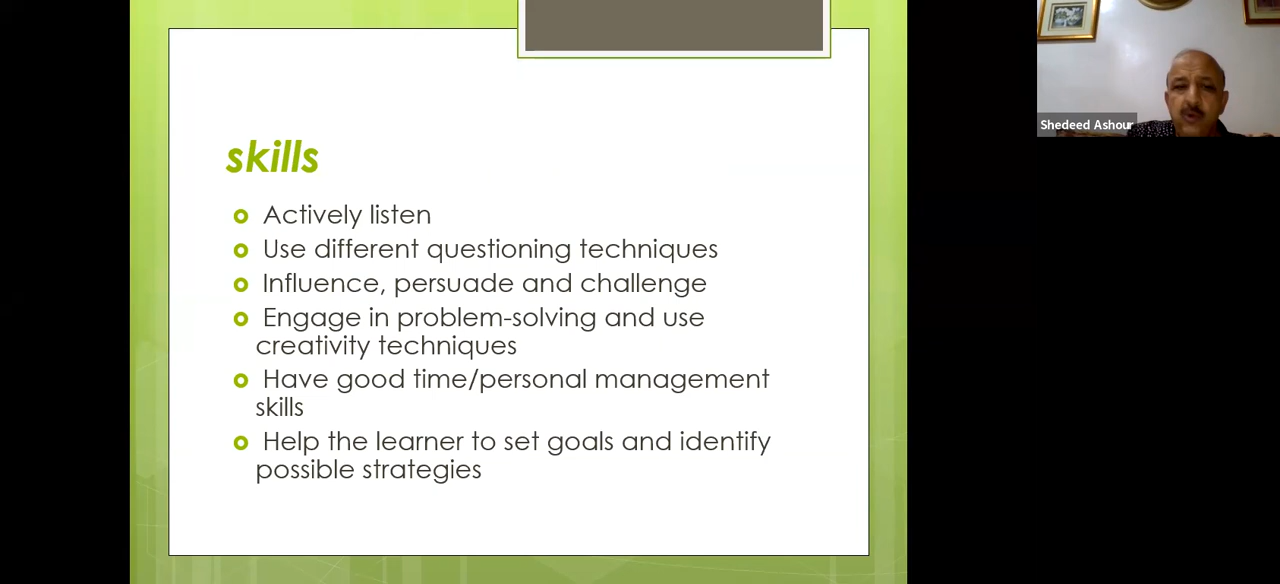 skills
Actively listen
Use different questioning techniques
Influence, persuade and challenge
Engage in problem-solving and use
creativity techniques
Have good time/personal management
skills
Help the learner to set goals and identify
possible strategies
Shedeed Ashour